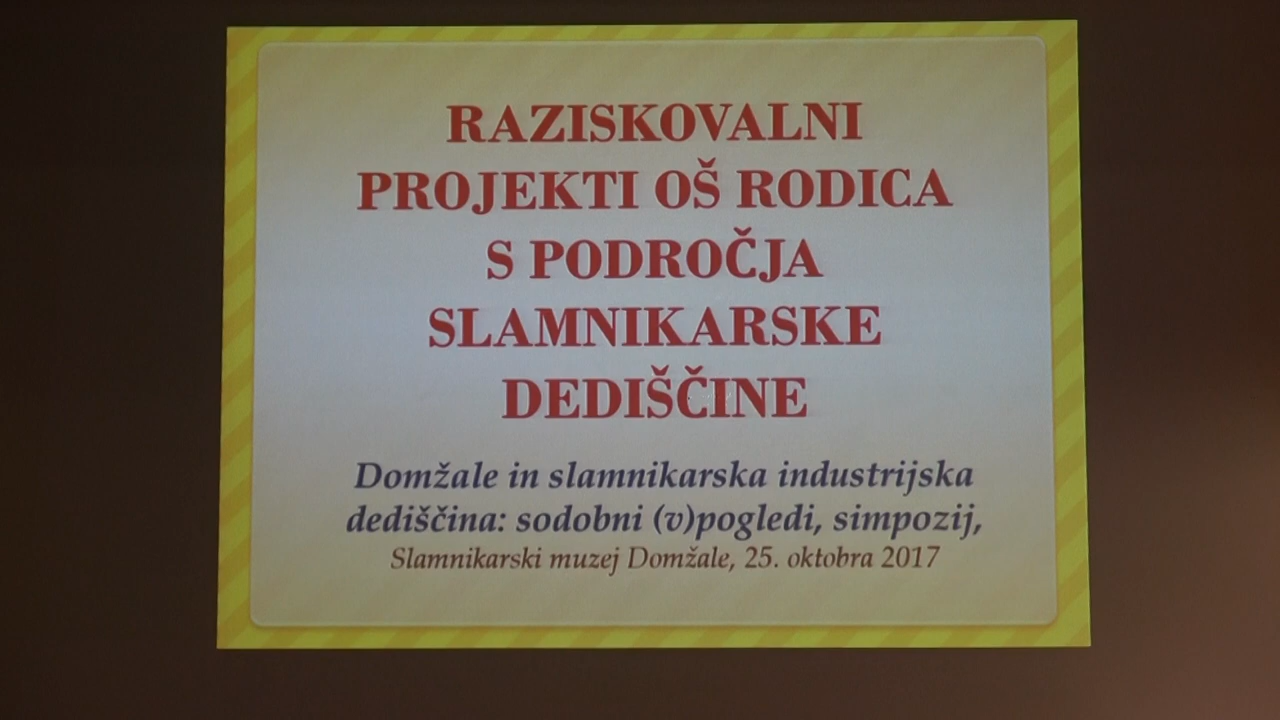 RAZISKOVALNI
PROJEKTI OŠ RODICA
S PODROČJA
SLAMNIKARSKE
DEDIŠČINE
Domžale in slamnikarska industrijska
dediščina: sodobni (v)pogledi, simpozij,
Slamnikarski muzej Domžale, 25. oktobra 2017